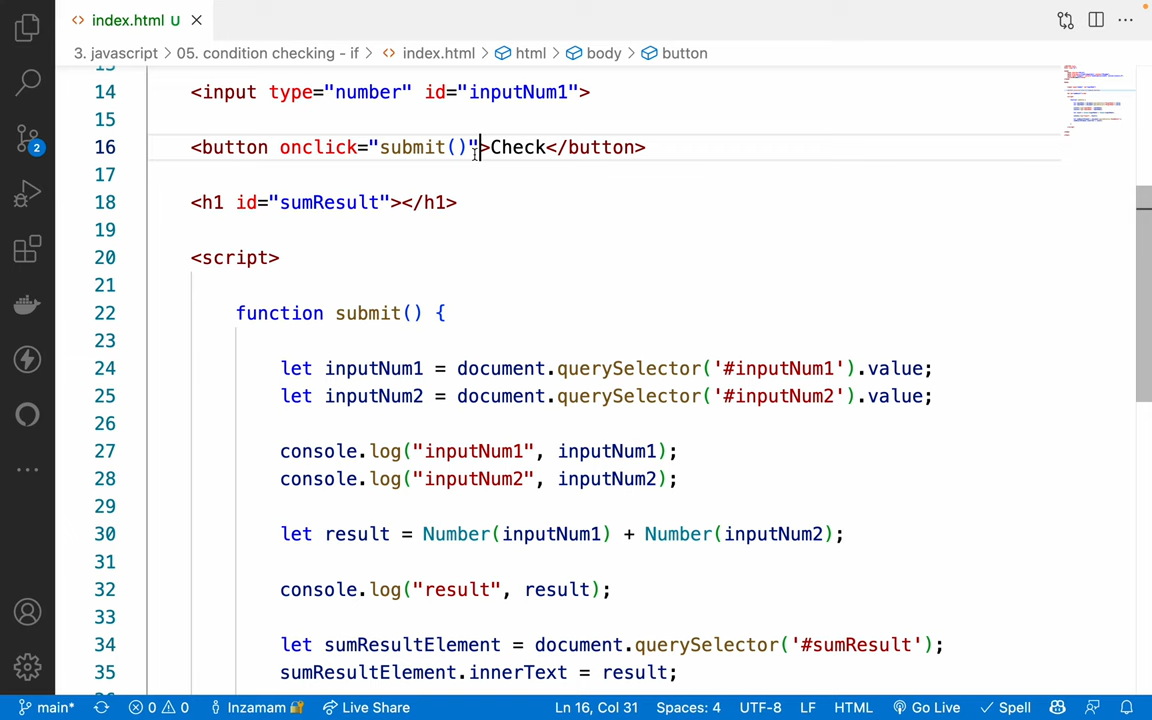 index.html U
3. javascript > 05. condition checking - if > index.html > html > body > button
14 <input type="number" id="inputNum1">
15
16 <button onclick="submit()">Check</button>
17
18 <h1 id="sumResult"></h1>
19
20 <script>
21
22 function submit() {
23
24 let inputNum1 = document.querySelector('#inputNum1').value;
25 let inputNum2 = document.querySelector('#inputNum2').value;
26
27 console.log("inputNum1", inputNum1);
28 console.log("inputNum2", inputNum2);
29
30 let result = Number(inputNum1) + Number(inputNum2);
31
32 console.log("result", result);
33
34 let sumResultElement = document.querySelector('#sumResult');
35 sumResultElement.innerText = result;
2
main* 0 0 Inzamam Live Share Ln 16, Col 31 Spaces: 4 UTF-8 LF HTML Go Live Spell